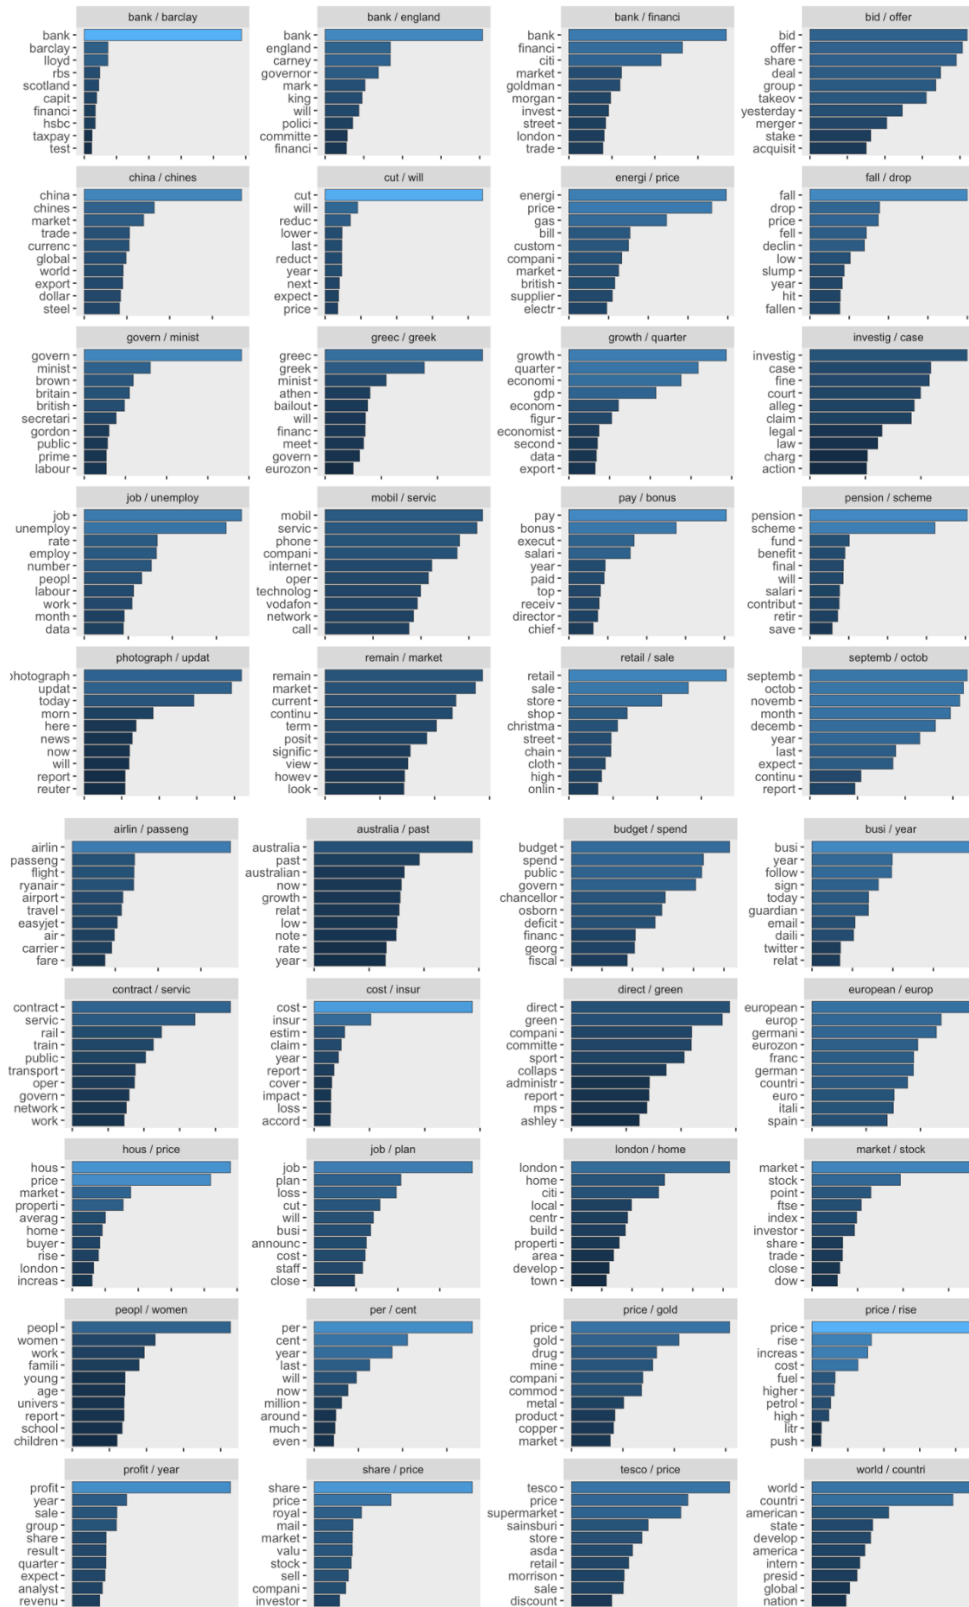 bank / barclay
bank
barclay
lloyd
rbs
scotland
capit
financi
hsbc
taxpay
test
bank / england
bank
england
carney
governor
mark
king
will
polici
committe
financi
bank / financi
bank
financi
citi
market
goldman
morgan
invest
street
london
trade
bid / offer
bid
offer
share
deal
group
takeov
yesterday
merger
stake
acquisit
china / chines
china
chines
market
trade
currenc
global
world
export
dollar
steel
cut / will
cut
will
reduc
lower
last
reduct
year
next
expect
price
energi / price
energi
price
gas
bill
custom
compani
market
british
supplier
electr
fall / drop
fall
drop
price
fell
declin
low
slump
year
hit
fallen
govern / minist
govern
minist
brown
britain
british
secretari
gordon
public
prime
labour
greec / greek
greec
greek
minist
athen
bailout
will
financ
meet
govern
eurozon
growth / quarter
growth
quarter
economi
gdp
econom
figur
economist
second
data
export
investig / case
investig
case
fine
court
alleg
claim
legal
law
charg
action
job / unemploy
job
unemploy
rate
employ
number
peopl
labour
work
month
data
mobil / servic
mobil
servic
phone
compani
internet
oper
technolog
vodafon
network
call
pay / bonus
pay
bonus
execut
salari
year
paid
top
receiv
director
chief
pension / scheme
pension
scheme
fund
benefit
final
will
salari
contribut
retir
save
photograph / updat
photograph
updat
today
morn
here
news
now
will
report
reuter
remain / market
remain
market
current
continu
term
posit
signific
view
howev
look
retail / sale
retail
sale
store
shop
christma
street
chain
cloth
high
onlin
septemb / octob
septemb
octob
novemb
month
decemb
year
last
expect
continu
report
airlin / passeng
airlin
passeng
flight
ryanair
airport
travel
easyjet
air
carrier
fare
australia / past
australia
past
australian
now
growth
relat
low
note
rate
year
budget / spend
budget
spend
public
govern
chancellor
osborn
deficit
financ
georg
fiscal
busi / year
busi
year
follow
sign
today
guardian
email
daili
twitter
relat
contract / servic
contract
servic
rail
train
public
transport
oper
govern
network
work
cost / insur
cost
insur
estim
claim
year
report
cover
impact
loss
accord
direct / green
direct
green
compani
committe
sport
collaps
administr
report
mps
ashley
european / europ
european
europ
germani
eurozon
franc
german
countri
euro
itali
spain
hous / price
hous
price
market
properti
averag
home
buyer
rise
london
increas
job / plan
job
plan
loss
cut
will
busi
announc
cost
staff
close
london / home
london
home
citi
local
centr
build
properti
area
develop
town
market / stock
market
stock
point
ftse
index
investor
share
trade
close
dow
peopl / women
peopl
women
work
famili
young
age
univers
report
school
children
per / cent
per
cent
year
last
will
now
million
around
much
even
price / gold
price
gold
drug
mine
compani
commod
metal
product
copper
market
price / rise
price
rise
increas
cost
fuel
higher
petrol
high
litr
push
profit / year
profit
year
sale
group
share
result
quarter
expect
analyst
revenu
share / price
share
price
royal
mail
market
valu
stock
sell
compani
investor
tesco / price
tesco
price
supermarket
sainsburi
store
asda
retail
morrison
sale
discount
world / countri
world
countri
american
state
develop
america
intern
presid
global
nation